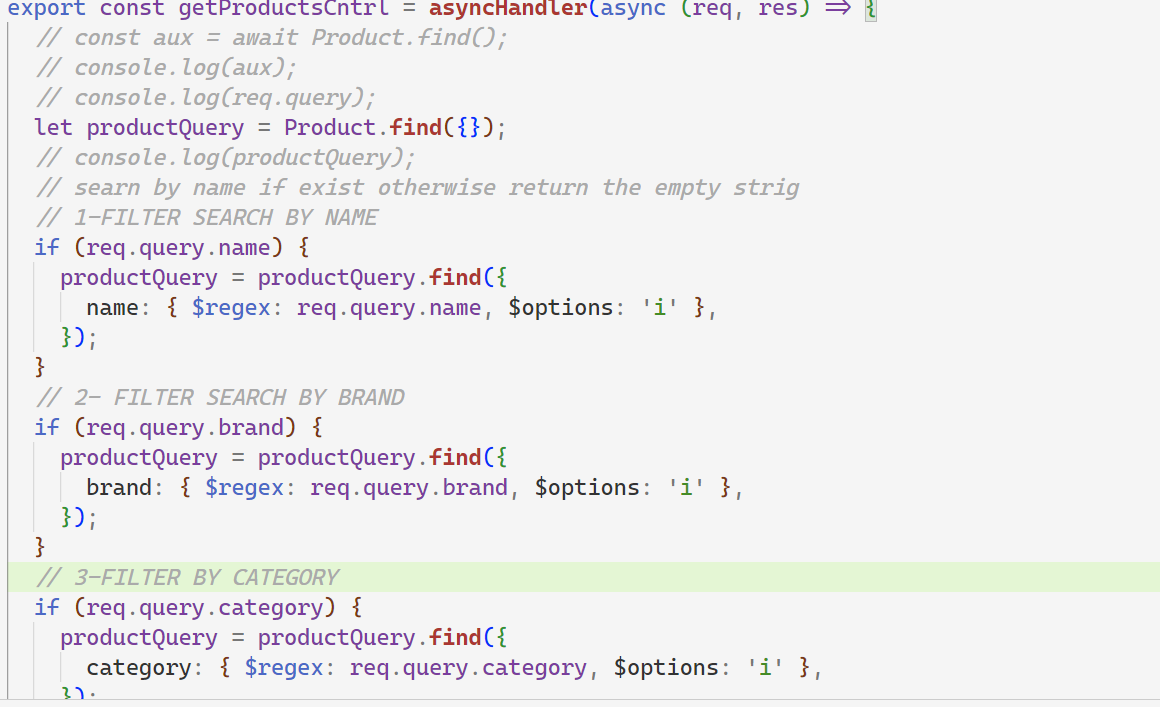 export const getProductsCntrl = asyncHandler(async (req, res) => {
// const aux = await Product.find();
// console.log(aux);
// console.log(req.query);
let productQuery = Product.find({});
// console.log(productQuery);
// searn by name if exist otherwise return the empty strig
// 1-FILTER SEARCH BY NAME
if (req.query.name) {
productQuery = productQuery.find({
name: { $regex: req.query.name, $options: 'i' },
});
}
// 2- FILTER SEARCH BY BRAND
if (req.query.brand) {
productQuery = productQuery.find({
brand: { $regex: req.query.brand, $options: 'i' },
});
}
// 3-FILTER BY CATEGORY
if (req.query.category) {
productQuery = productQuery.find({
category: { $regex: req.query.category, $options: 'i' },
});